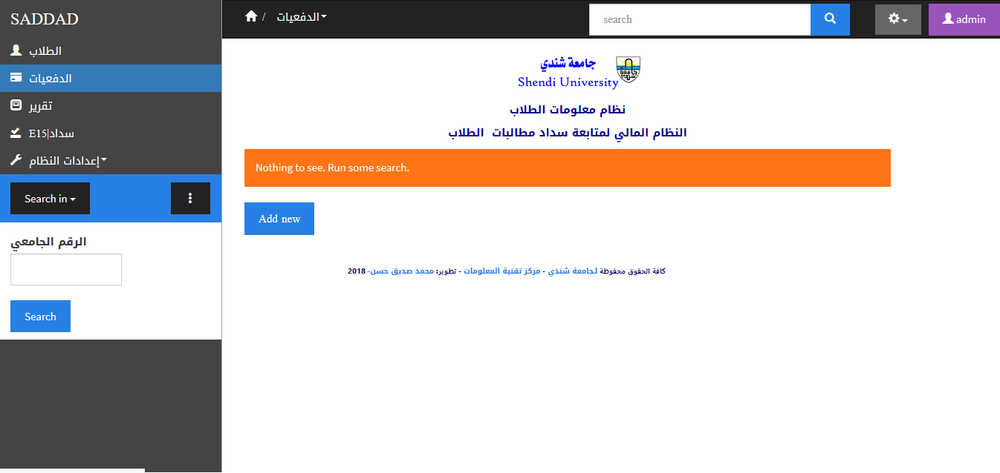 SADDAD
الطلاب
الدفعيات
تقرير
سداد|E15
إعدادات النظام
Search in
الرقم الجامعي
Search
/ الدفعيات
search
admin
جامعة شندي
Shendi University
نظام معلومات الطلاب
النظام المالي لمتابعة سداد مطالبات الطلاب
Nothing to see. Run some search.
Add new
كافة الحقوق محفوظة لجامعة شندي - مركز تقنية المعلومات - تطوير: محمد صديق حسن- 2018